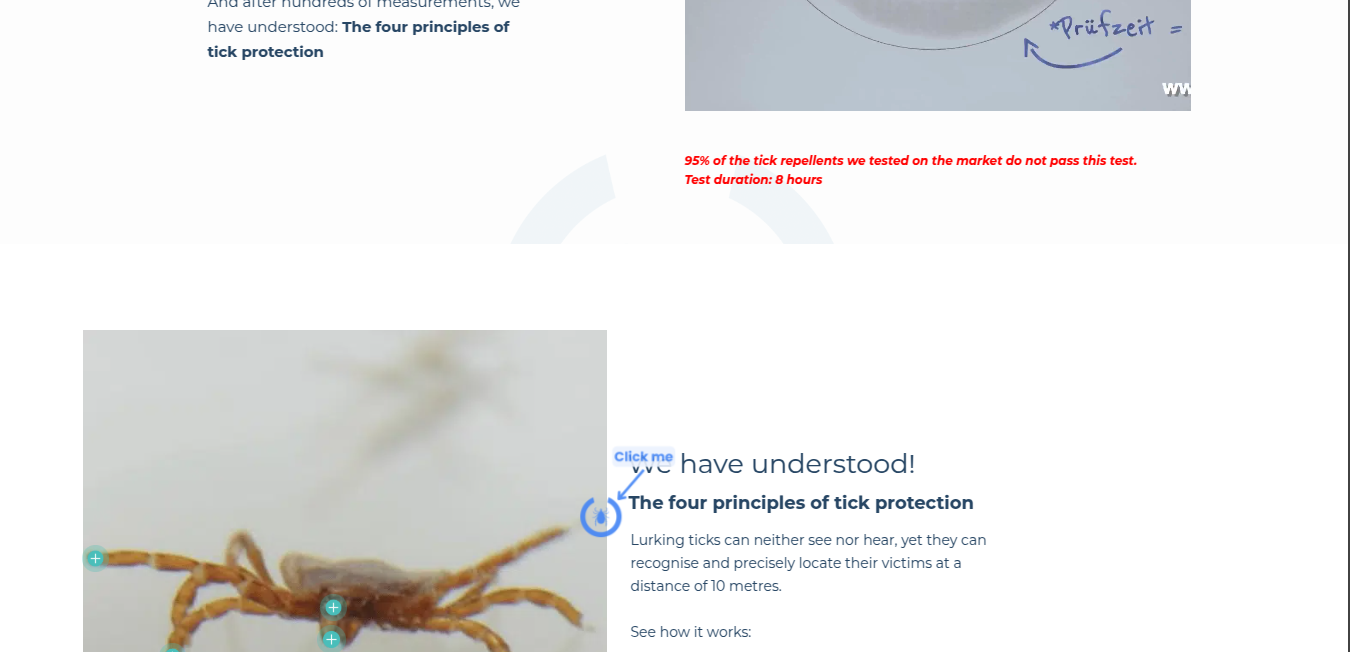 And after hundreds of measurements, we
have understood: The four principles of
tick protection
*Prüfzeit =
ww
95% of the tick repellents we tested on the market do not pass this test.
Test duration: 8 hours
Click me
We have understood!
The four principles of tick protection
Lurking ticks can neither see nor hear, yet they can
recognise and precisely locate their victims at a
distance of 10 metres.
See how it works: